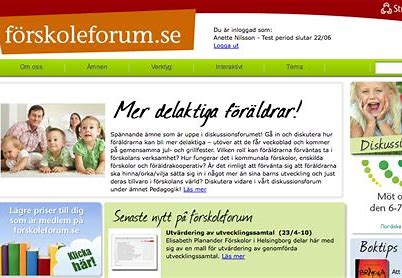 förskoleforum.se
Du är inloggad som:
Anette Nilsson - Test period slutar 22/06
Logga ut
Om oss
Ämnen
Verktyg
Interaktivt
Tema
Mer delaktiga föräldrar!
Spännande ämne som är uppe i diskussionsforumet! Gå in och diskutera hur
föräldrarna kan bli mer delaktiga – utöver att de får veckoblad och kommer
på gemensamma jul- och grillfester. Vilken roll kan föräldrarna förväntas ta i
förskolans verksamhet? Hur fungerar det i kommunala förskolor, enskilda
förskolor och föräldrakooperativ? Är det rimligt att förvänta sig att föräldrar
ska hinna/orka/vilja sätta sig in i något mer än sina barns utveckling och just
deras tillvaro i förskolans värld? Diskutera vidare i vårt diskussionsforum
under ämnet Pedagogik! Läs mer
Lägre priser till dig
som är medlem på
förskoleforum.se
Klicka
här!
Senaste nytt på förskoleforum
Utvärdering av utvecklingssamtal (23/4-10)
Elisabeth Planander Förskolor i Helsingborg delar här med
sig av en mall för utvärdering av genomförda
utvecklingssamtal. Läs mer
Diskussio
Möt o
den 6-7
Boktips